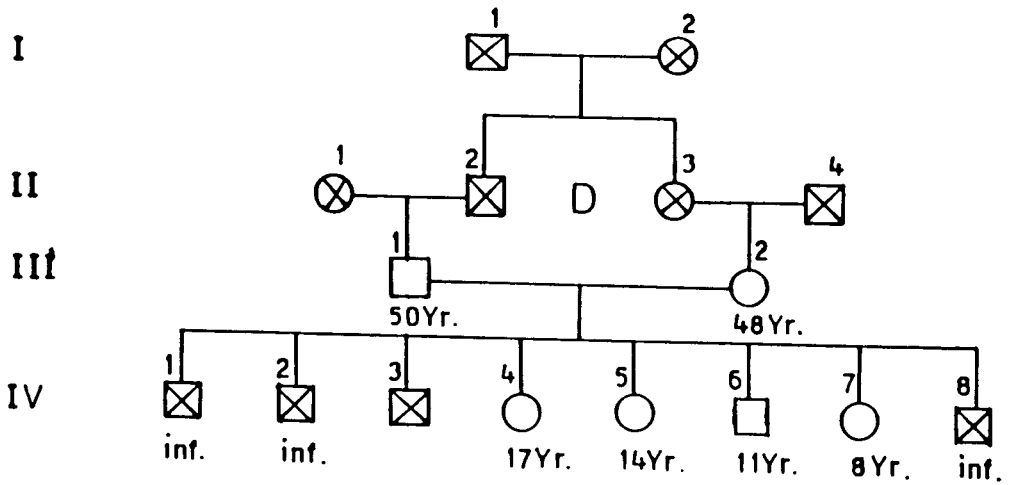 1 2
I
1 2 3 4
II D
1 2
III
50Yr. 48Yr.
1 2 3 4 5 6 7 8
IV
inf. inf. 17Yr. 14Yr. 11Yr. 8Yr. inf.